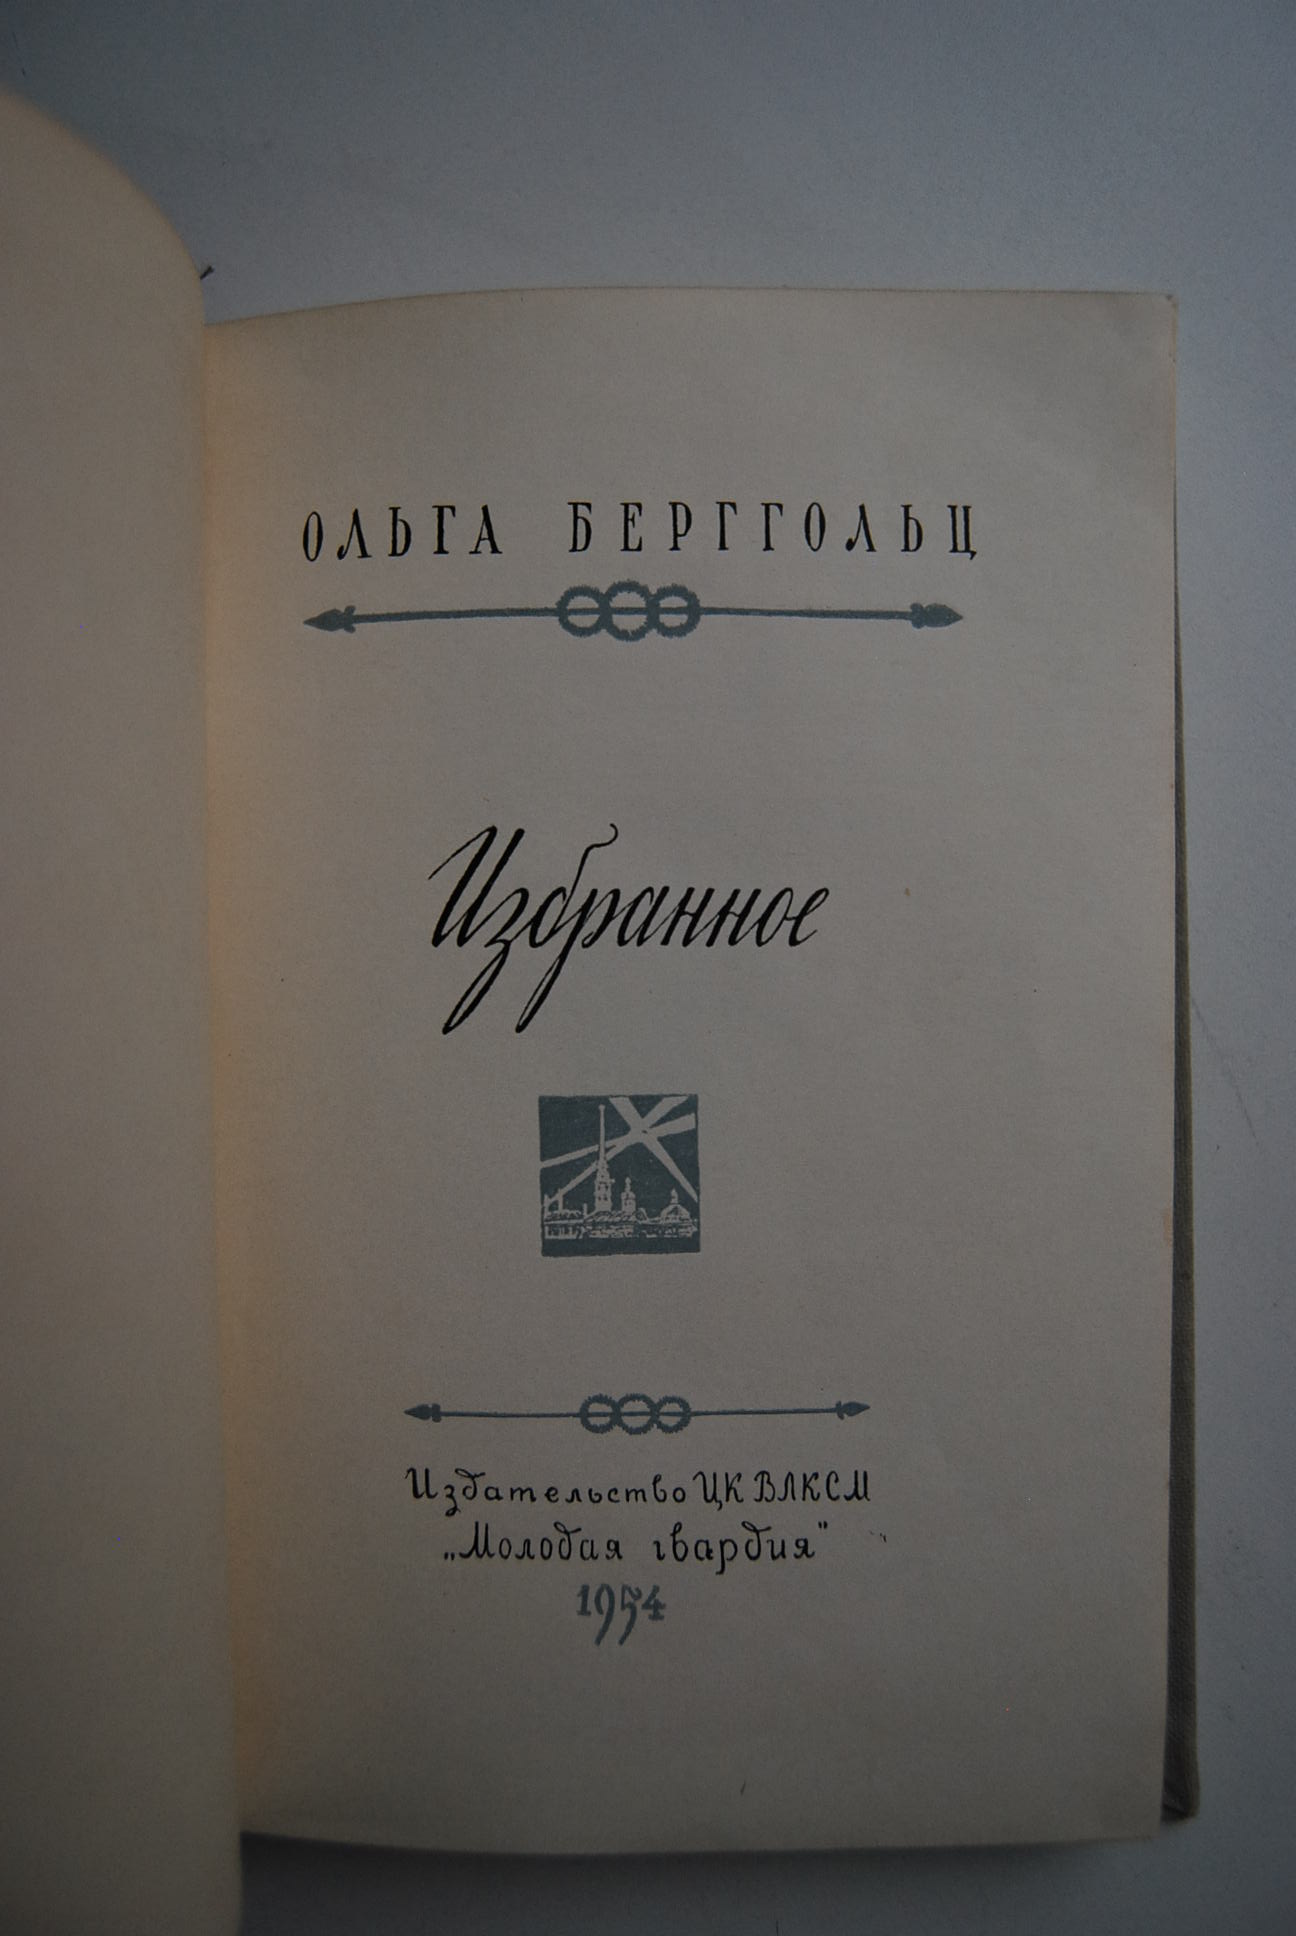 ОЛЬГА БЕРГГОЛЬЦ
Избранное
Издательство ЦК ВЛКСМ
„Молодая гвардия"
1954